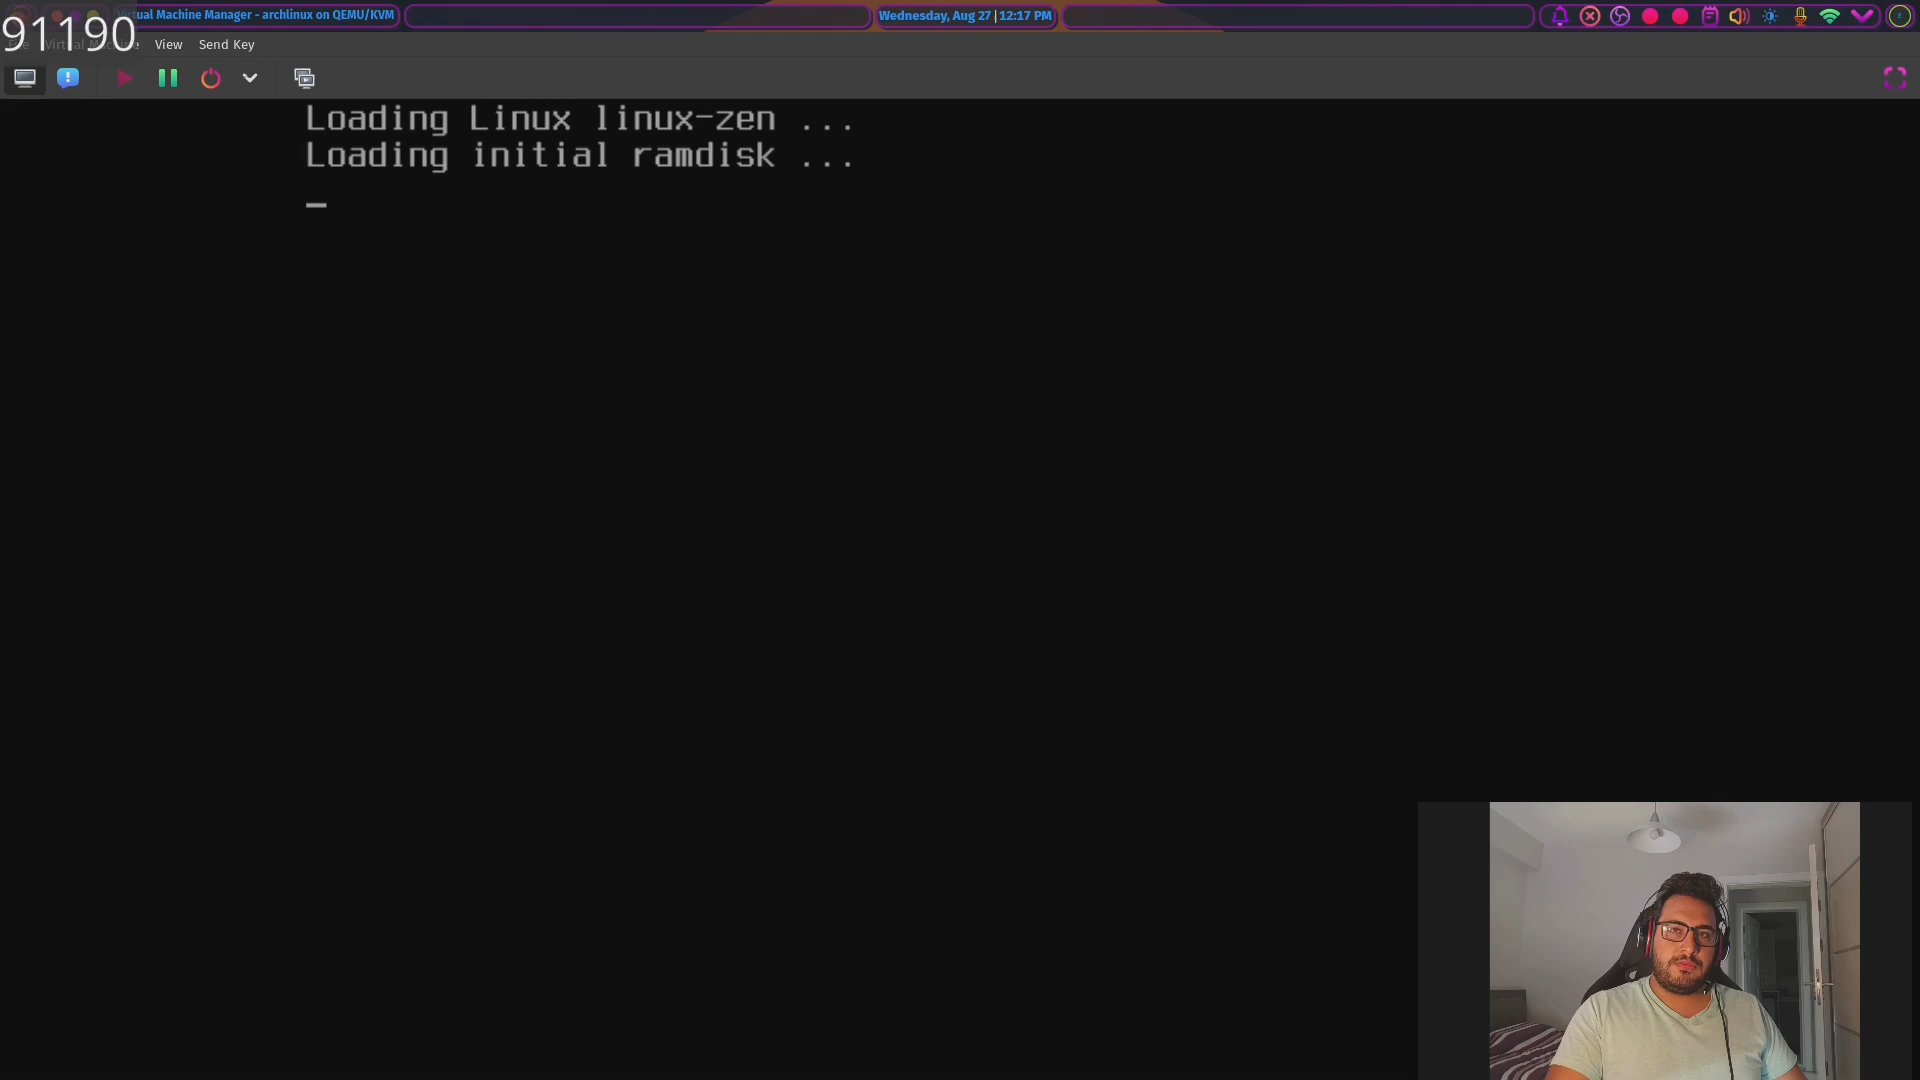 Virtual Machine Manager - archlinux on QEMU/KVM
Wednesday, Aug 27 | 12:17 PM
91190
View
Send Key
Loading Linux linux-zen ...
Loading initial ramdisk ...
_